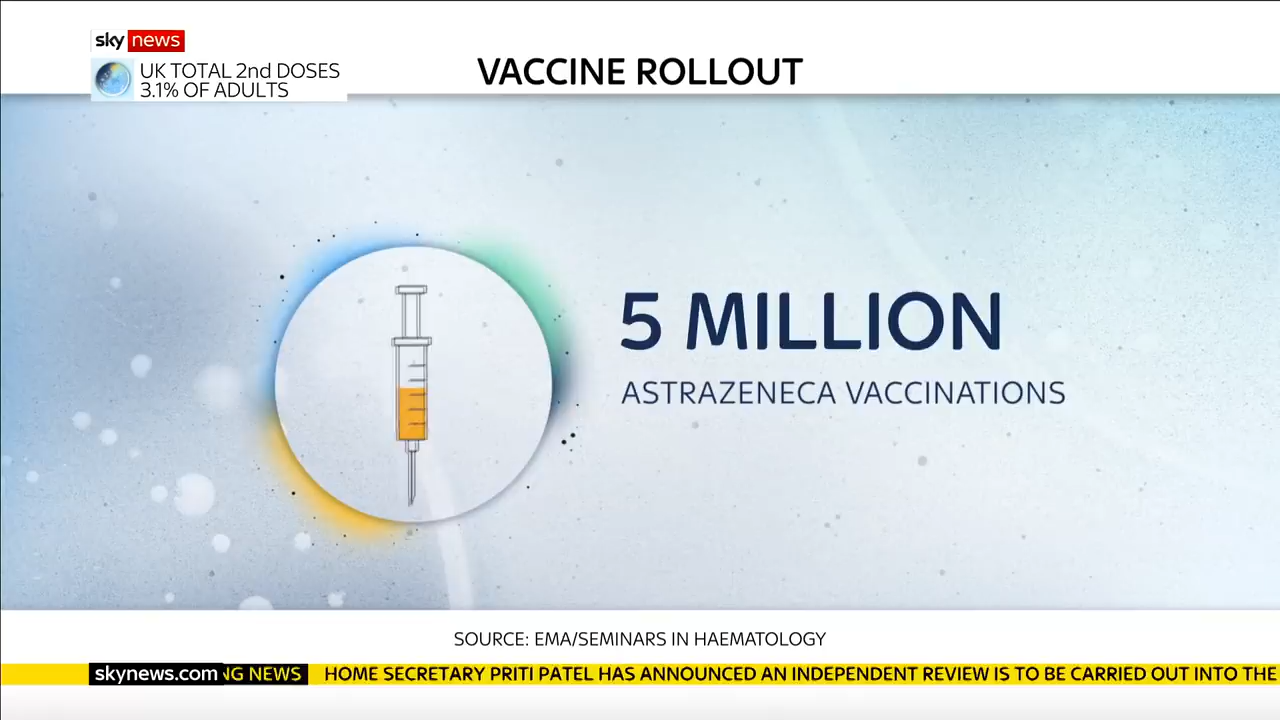 sky news
UK TOTAL 2nd DOSES
3.1% OF ADULTS
VACCINE ROLLOUT
5 MILLION
ASTRAZENECA VACCINATIONS
SOURCE: EMA/SEMINARS IN HAEMATOLOGY
skynews.com NG NEWS HOME SECRETARY PRITI PATEL HAS ANNOUNCED AN INDEPENDENT REVIEW IS TO BE CARRIED OUT INTO THE